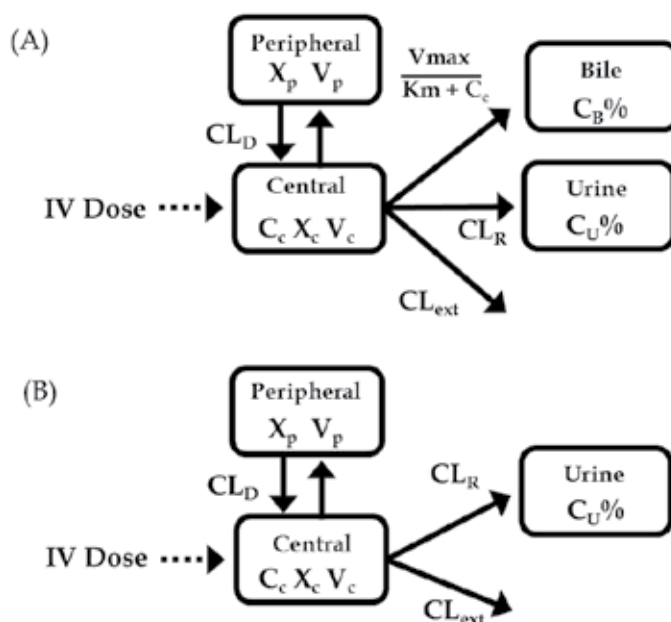 (A)
Peripheral
Xp Vp
CLD
Vmax
Km + Cc
Bile
CB%
IV Dose
Central
Cc Xc Vc
CLR
Urine
CU%
CLext
(B)
Peripheral
Xp Vp
CLD
CLR
Urine
CU%
IV Dose
Central
Cc Xc Vc
CLext